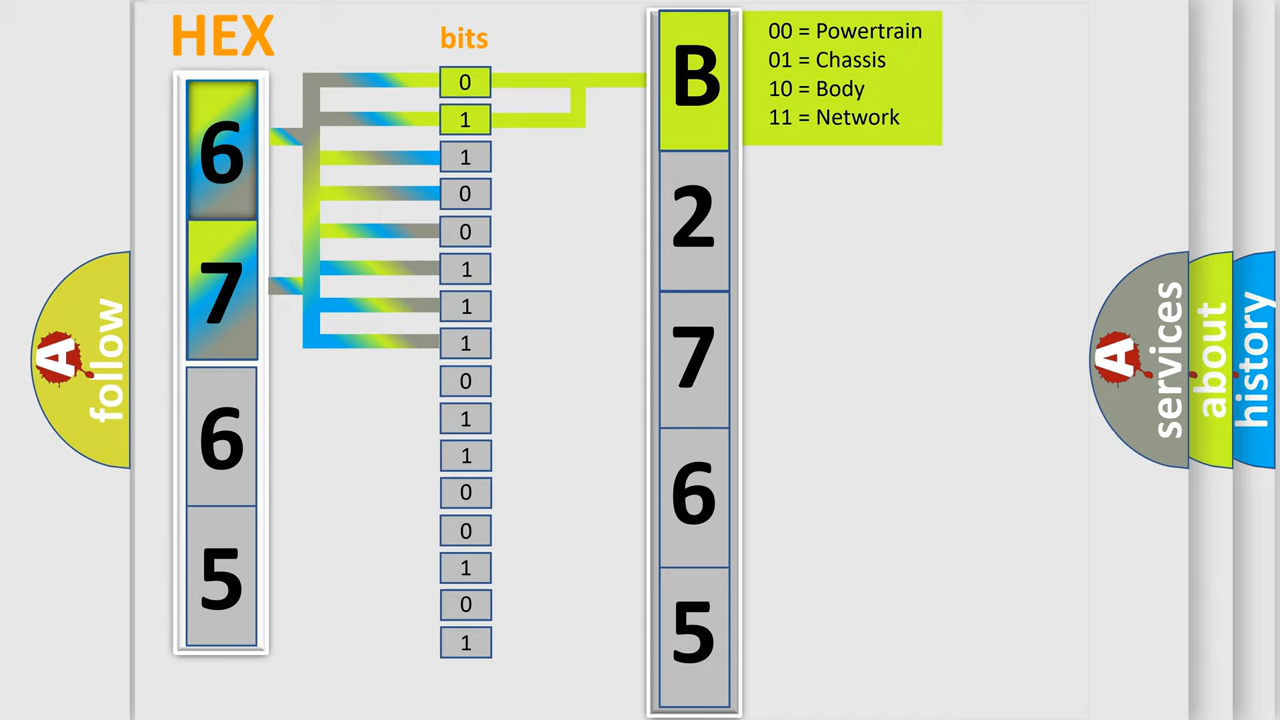 HEX
bits
6
7
6
5
0
1
1
0
0
1
1
1
0
1
1
0
0
1
0
1
B
2
7
6
5
00 = Powertrain
01 = Chassis
10 = Body
11 = Network
A
follow
A
services
about
history